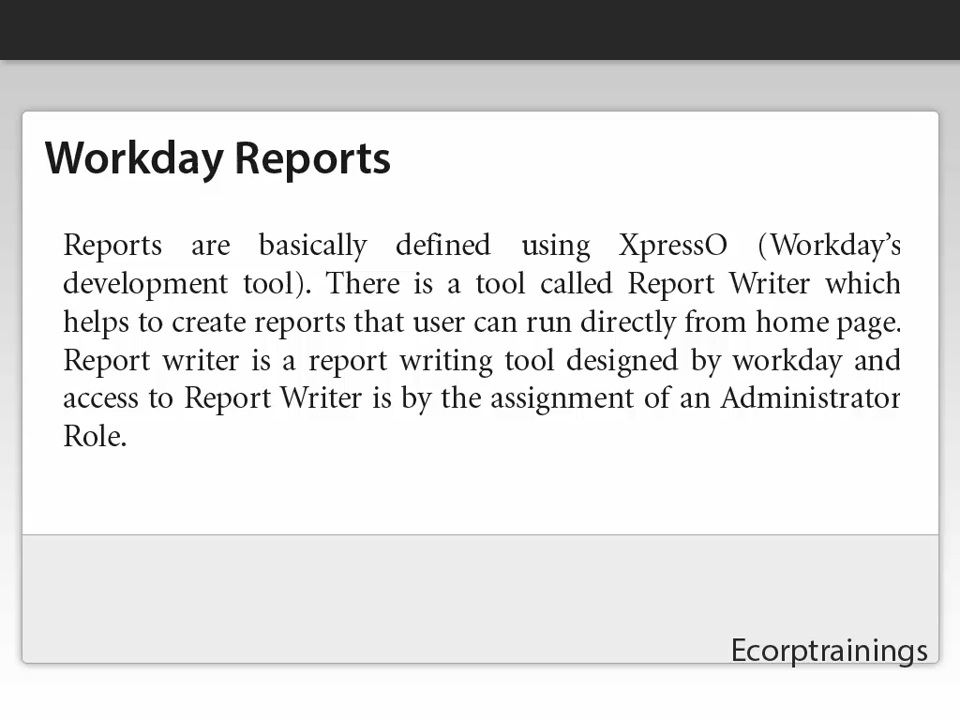 Workday Reports
Reports are basically defined using XpressO (Workday’s
development tool). There is a tool called Report Writer which
helps to create reports that user can run directly from home page.
Report writer is a report writing tool designed by workday and
access to Report Writer is by the assignment of an Administrator
Role.
Ecorptrainings